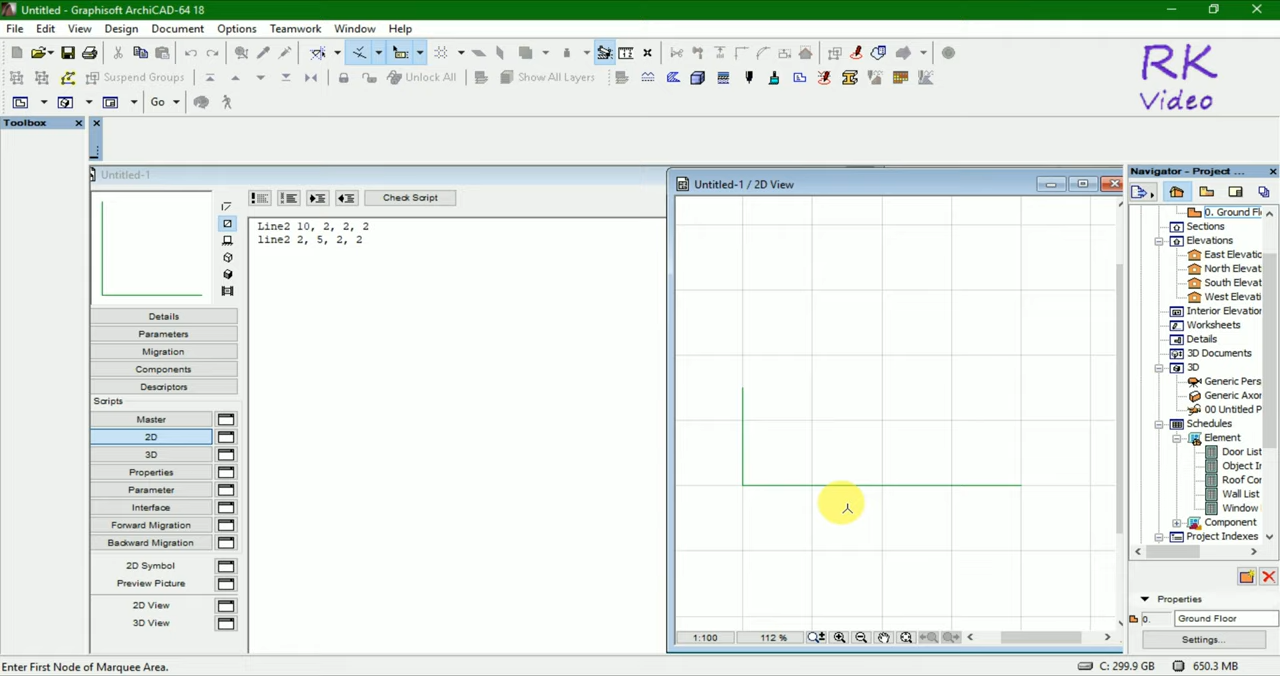 Untitled - Graphisoft ArchiCAD-64 18
File Edit View Design Document Options Teamwork Window Help
Suspend Groups Unlock All Show All Layers
Go
RK
Video
Toolbox
Untitled-1
Check Script
Line2 10, 2, 2, 2
line2 2, 5, 2, 2
Details
Parameters
Migration
Components
Descriptors
Scripts
Master
2D
3D
Properties
Parameter
Interface
Forward Migration
Backward Migration
2D Symbol
Preview Picture
2D View
3D View
Untitled-1 / 2D View
1:100 112 %
Navigator - Project ...
0. Ground Fl
Sections
Elevations
East Elevatio
North Elevat
South Elevat
West Elevati
Interior Elevation
Worksheets
Details
3D Documents
3D
Generic Pers
Generic Axon
00 Untitled P
Schedules
Element
Door List
Object In
Roof Cor
Wall List
Window
Component
Project Indexes
Properties
0. Ground Floor
Settings...
Enter First Node of Marquee Area.
C: 299.9 GB 650.3 MB